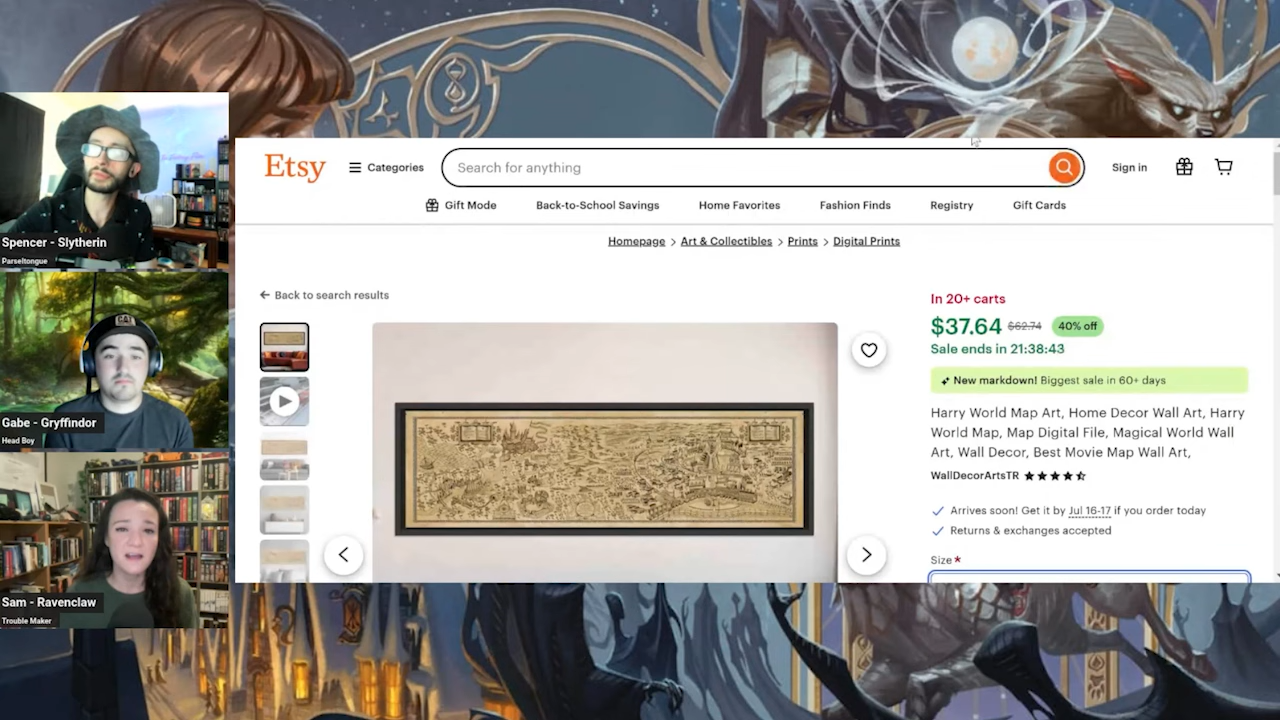 Etsy
Categories
Search for anything
Sign in
Gift Mode
Back-to-School Savings
Home Favorites
Fashion Finds
Registry
Gift Cards
Homepage > Art & Collectibles > Prints > Digital Prints
Back to search results
In 20+ carts
$37.64 $62.74 40% off
Sale ends in 21:38:43
New markdown! Biggest sale in 60+ days
Harry World Map Art, Home Decor Wall Art, Harry
World Map, Map Digital File, Magical World Wall
Art, Wall Decor, Best Movie Map Wall Art,
WallDecorArtsTR
Arrives soon! Get it by Jul 16-17 if you order today
Returns & exchanges accepted
Size*
Spencer - Slytherin
Parseltongue
CAT
Gabe - Gryffindor
Head Boy
Sam - Ravenclaw
Trouble Maker